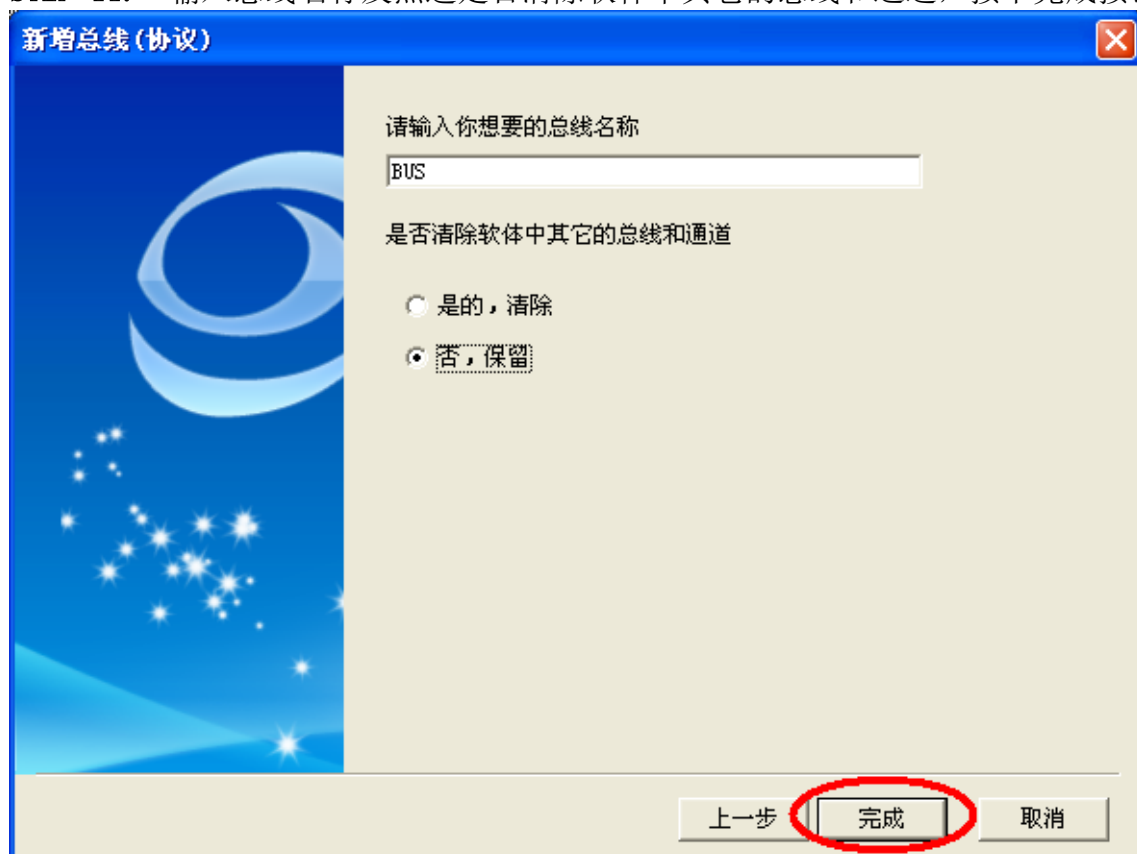 新增总线(协议)
请输入你想要的总线名称
BUS
是否清除软体中其它的总线和通道
是的，清除
否，保留
上一步 完成 取消